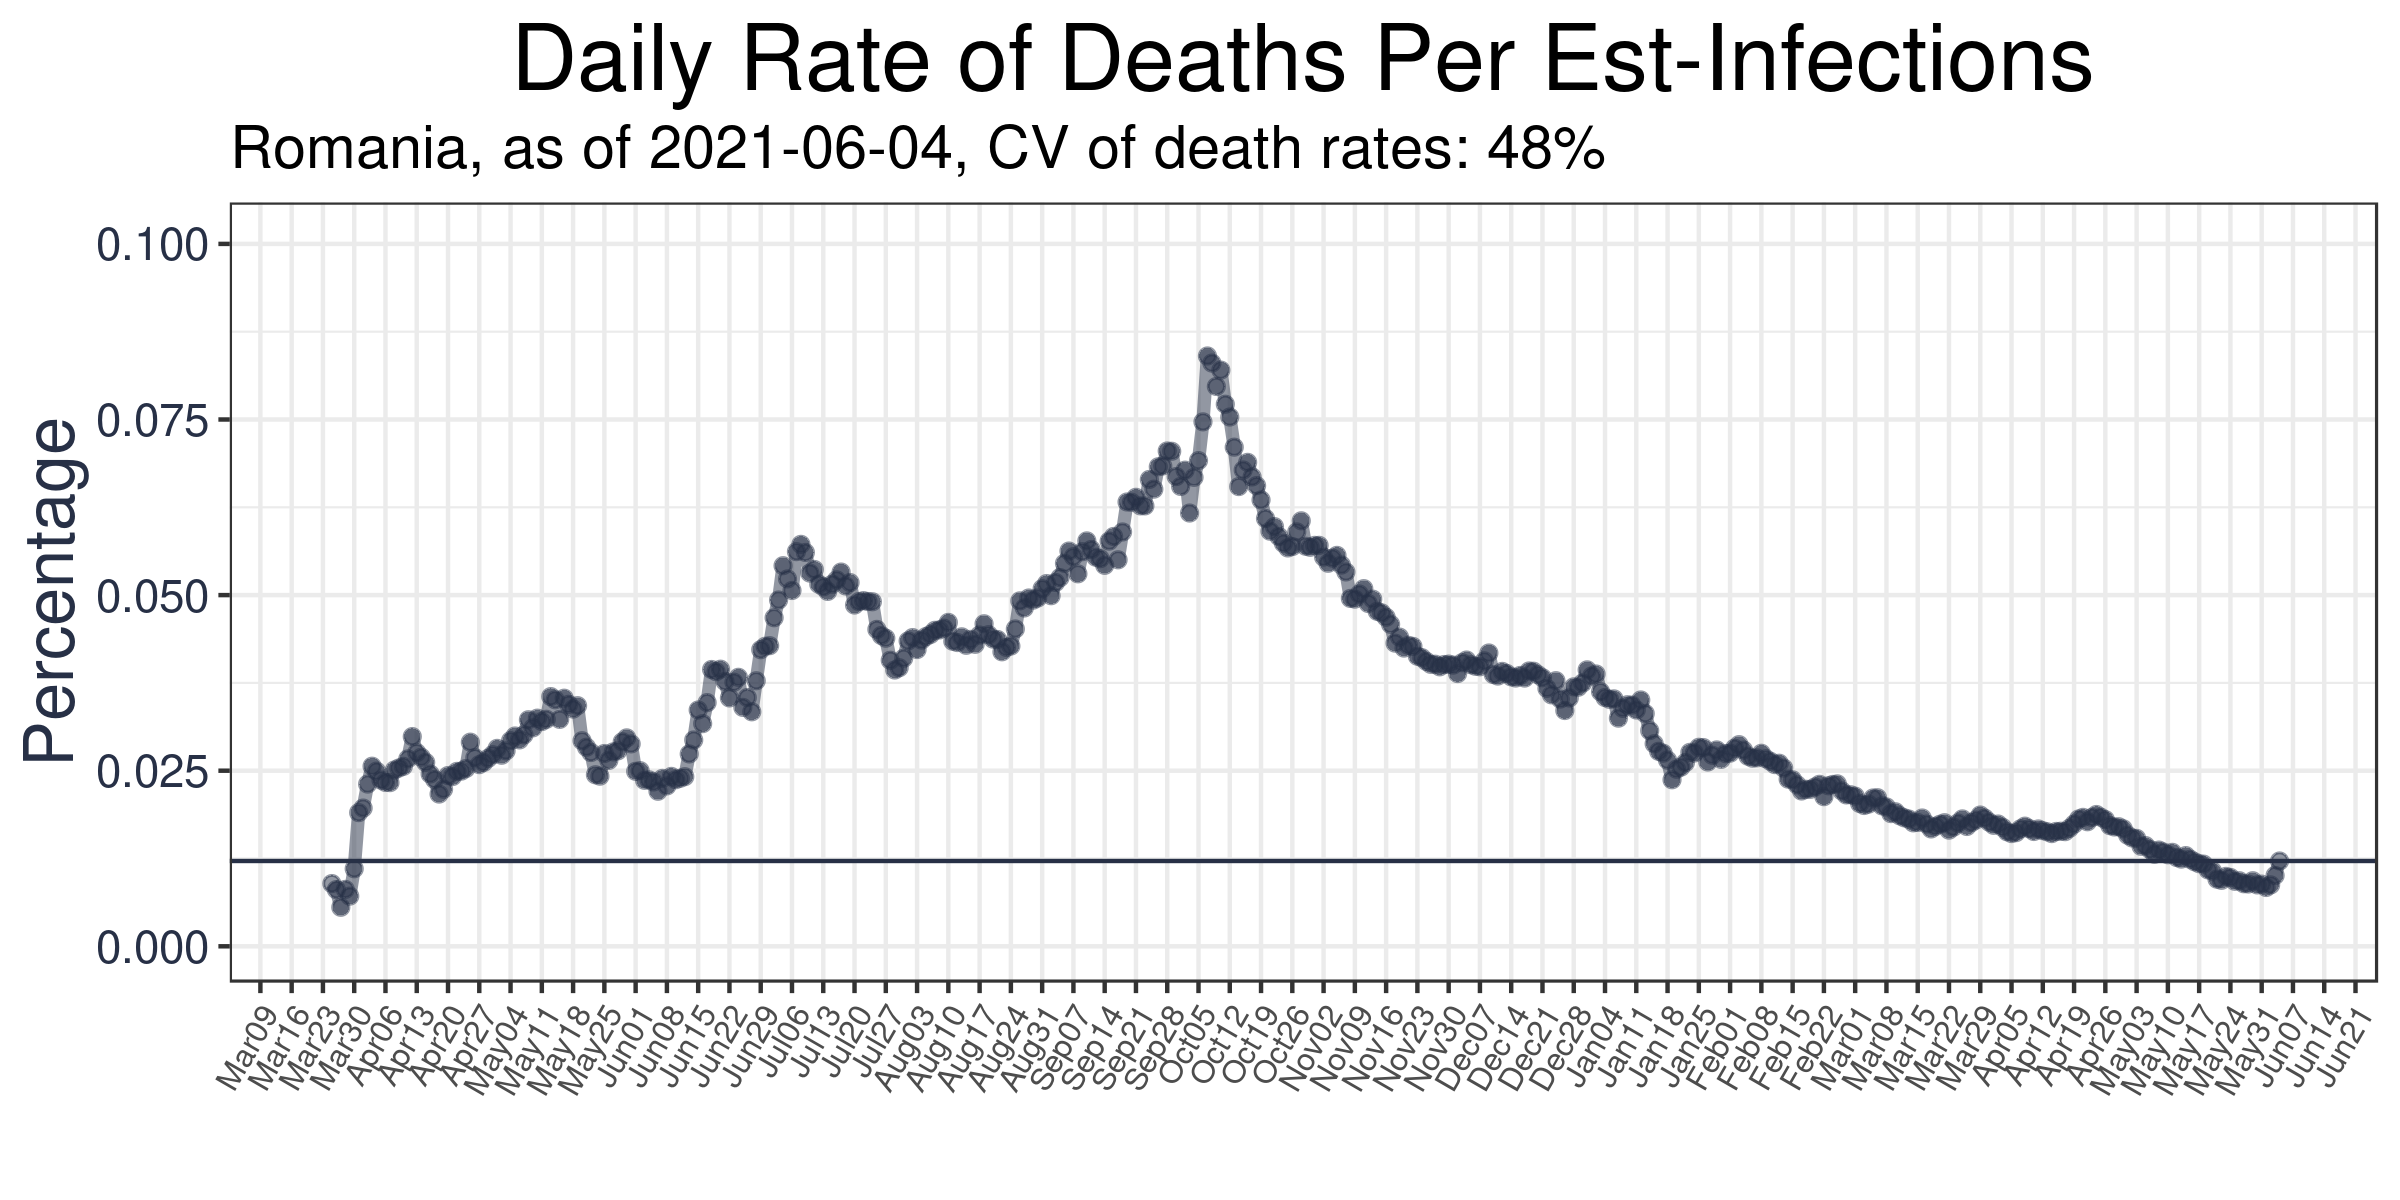 Daily Rate of Deaths Per Est-Infections
Romania, as of 2021-06-04, CV of death rates: 48%
Percentage
0.100
0.075
0.050
0.025
0.000
Mar09
Mar16
Mar23
Mar30
Apr06
Apr13
Apr20
Apr27
May04
May11
May18
May25
Jun01
Jun08
Jun15
Jun22
Jun29
Jul06
Jul13
Jul20
Jul27
Aug03
Aug10
Aug17
Aug24
Aug31
Sep07
Sep14
Sep21
Sep28
Oct05
Oct12
Oct19
Oct26
Nov02
Nov09
Nov16
Nov23
Nov30
Dec07
Dec14
Dec21
Dec28
Jan04
Jan11
Jan18
Jan25
Feb01
Feb08
Feb15
Feb22
Mar01
Mar08
Mar15
Mar22
Mar29
Apr05
Apr12
Apr19
Apr26
May03
May10
May17
May24
May31
Jun07
Jun14
Jun21